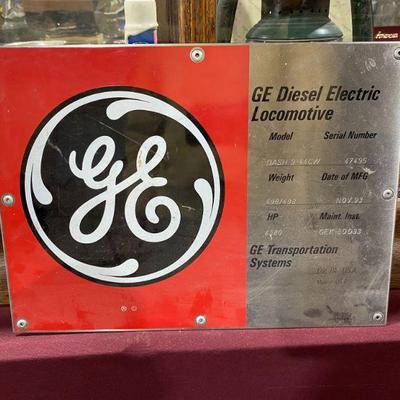 GE
GE Diesel Electric
Locomotive
Model Serial Number
DASH 9-44CW 47495
Weight Date of MFG
NOV.93
HP Maint. Inst.
GE Transportation
Systems
USA